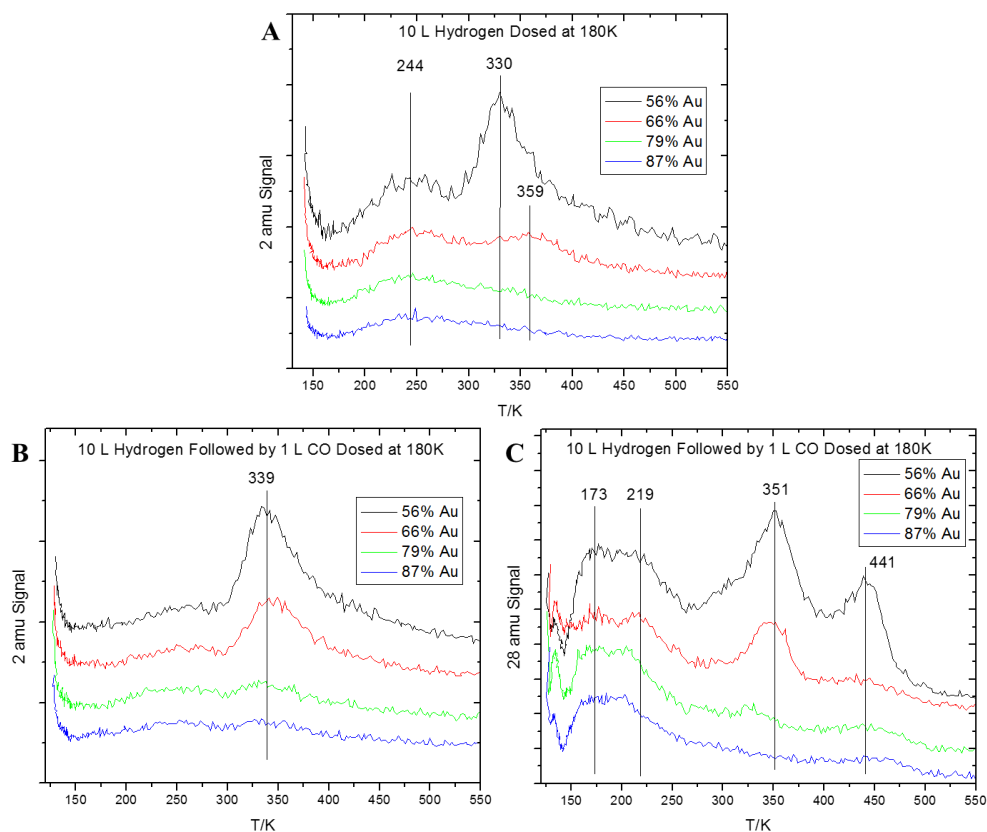 A
10 L Hydrogen Dosed at 180K
244
330
359
56% Au
66% Au
79% Au
87% Au
2 amu Signal
150 200 250 300 350 400 450 500 550
T/K
B
10 L Hydrogen Followed by 1 L CO Dosed at 180K
339
56% Au
66% Au
79% Au
87% Au
2 amu Signal
150 200 250 300 350 400 450 500 550
T/K
C
10 L Hydrogen Followed by 1 L CO Dosed at 180K
173 219 351
441
56% Au
66% Au
79% Au
87% Au
28 amu Signal
150 200 250 300 350 400 450 500 550
T/K